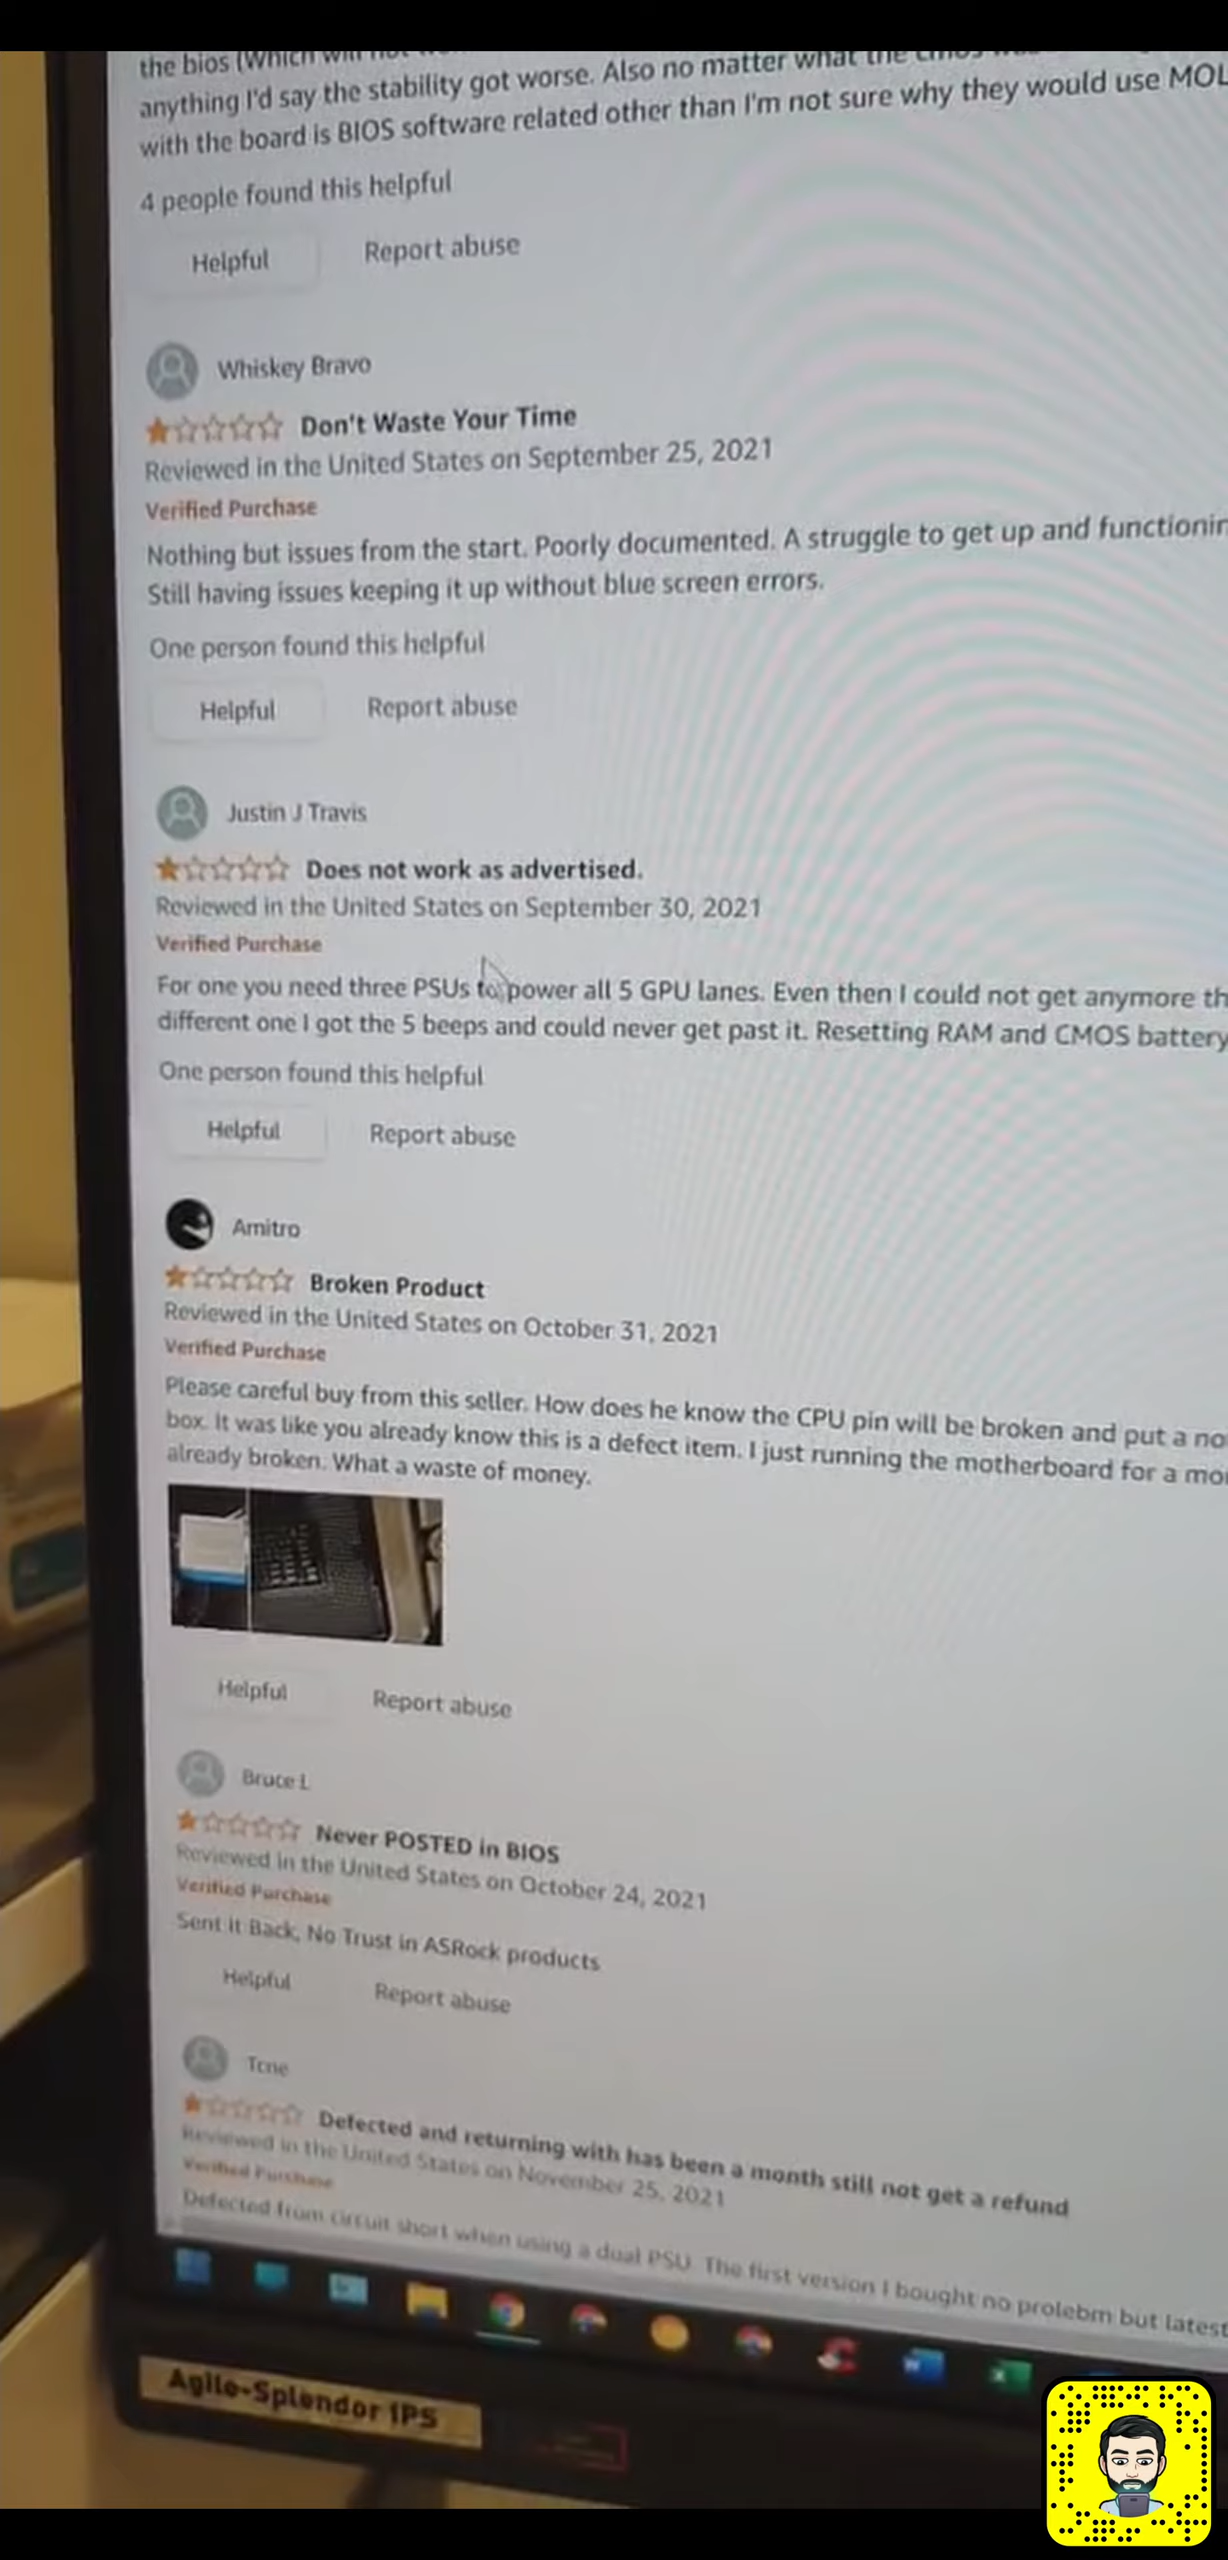 the bios (Which will not
anything I'd say the stability got worse. Also no matter what the cmos
with the board is BIOS software related other than I'm not sure why they would use MOL
4 people found this helpful
Helpful Report abuse
Whiskey Bravo
Don't Waste Your Time
Reviewed in the United States on September 25, 2021
Verified Purchase
Nothing but issues from the start. Poorly documented. A struggle to get up and functionin
Still having issues keeping it up without blue screen errors.
One person found this helpful
Helpful Report abuse
Justin J Travis
Does not work as advertised.
Reviewed in the United States on September 30, 2021
Verified Purchase
For one you need three PSUs to power all 5 GPU lanes. Even then I could not get anymore th
different one I got the 5 beeps and could never get past it. Resetting RAM and CMOS battery
One person found this helpful
Helpful Report abuse
Amitro
Broken Product
Reviewed in the United States on October 31, 2021
Verified Purchase
Please careful buy from this seller. How does he know the CPU pin will be broken and put a no
box. It was like you already know this is a defect item. I just running the motherboard for a mo
already broken. What a waste of money.
Helpful Report abuse
Bruce L
Never POSTED in BIOS
Reviewed in the United States on October 24, 2021
Verified Purchase
Sent it Back, No Trust in ASRock products
Helpful Report abuse
Tcne
Defected and returning with has been a month still not get a refund
Reviewed in the United States on November 25, 2021
Verified Purchase
Defected from circuit short when using a dual PSU. The first version I bought no prolebm but latest
Agile-Splendor IPS